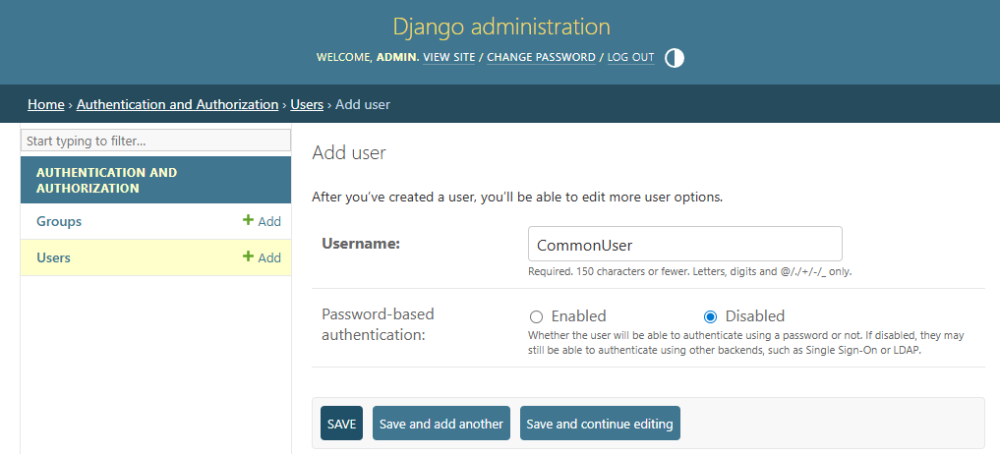 Django administration
WELCOME, ADMIN. VIEW SITE / CHANGE PASSWORD / LOG OUT
Home › Authentication and Authorization › Users › Add user
Start typing to filter...
AUTHENTICATION AND
AUTHORIZATION
Groups + Add
Users + Add
Add user
After you've created a user, you'll be able to edit more user options.
Username: CommonUser
Required. 150 characters or fewer. Letters, digits and @/./+/-/_ only.
Password-based
authentication:
Enabled Disabled
Whether the user will be able to authenticate using a password or not. If disabled, they may
still be able to authenticate using other backends, such as Single Sign-On or LDAP.
SAVE Save and add another Save and continue editing